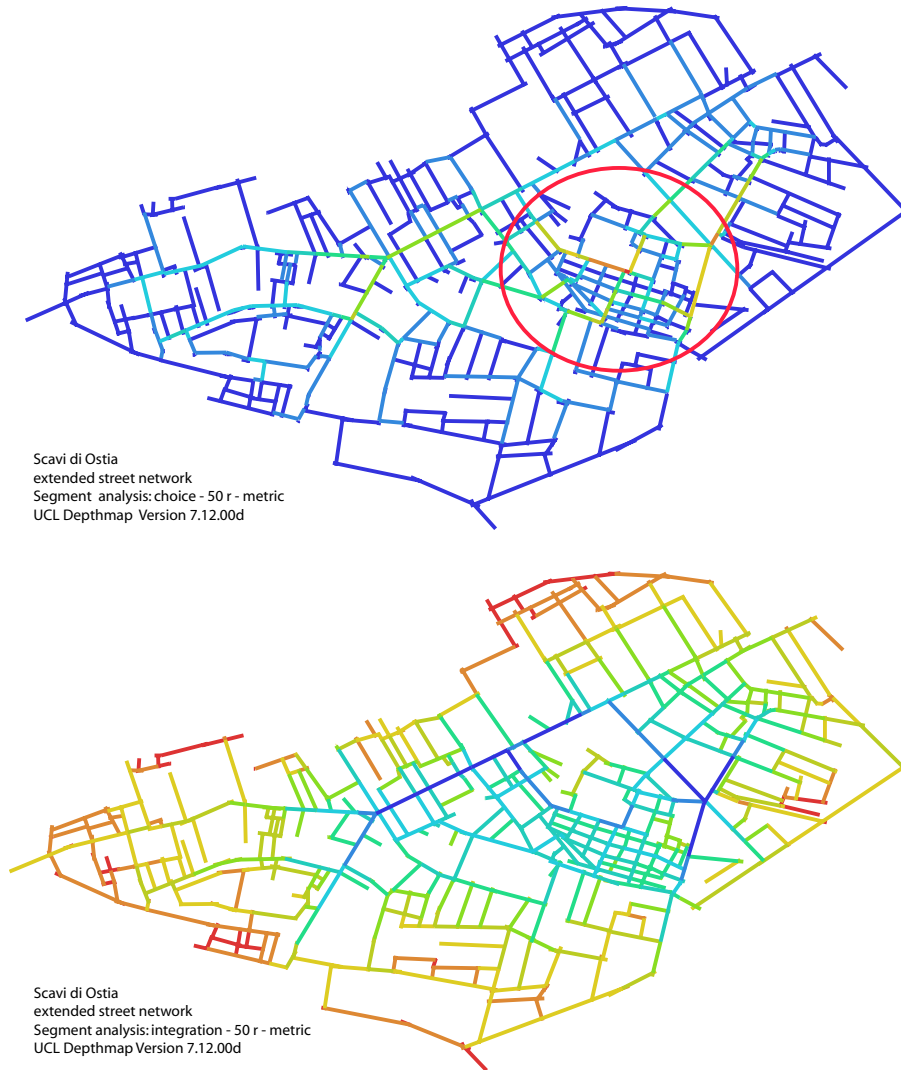 Scavi di Ostia
extended street network
Segment analysis: choice - 50 r - metric
UCL Depthmap Version 7.12.00d
Scavi di Ostia
extended street network
Segment analysis: integration - 50 r - metric
UCL Depthmap Version 7.12.00d